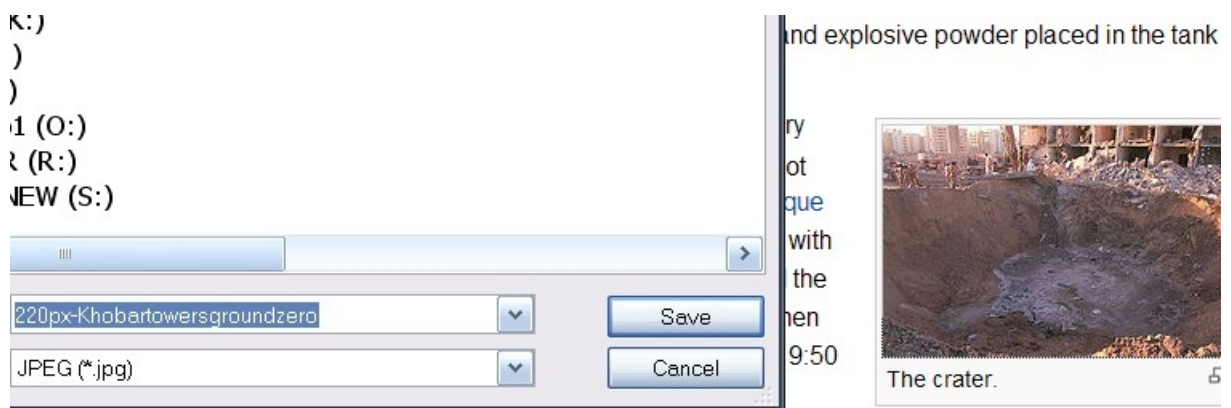 K:)
)
)
1 (O:)
R (R:)
NEW (S:)
220px-Khobartowersgroundzero
Save
JPEG (*.jpg)
Cancel
and explosive powder placed in the tank
ry
ot
que
with
the
hen
9:50
The crater.